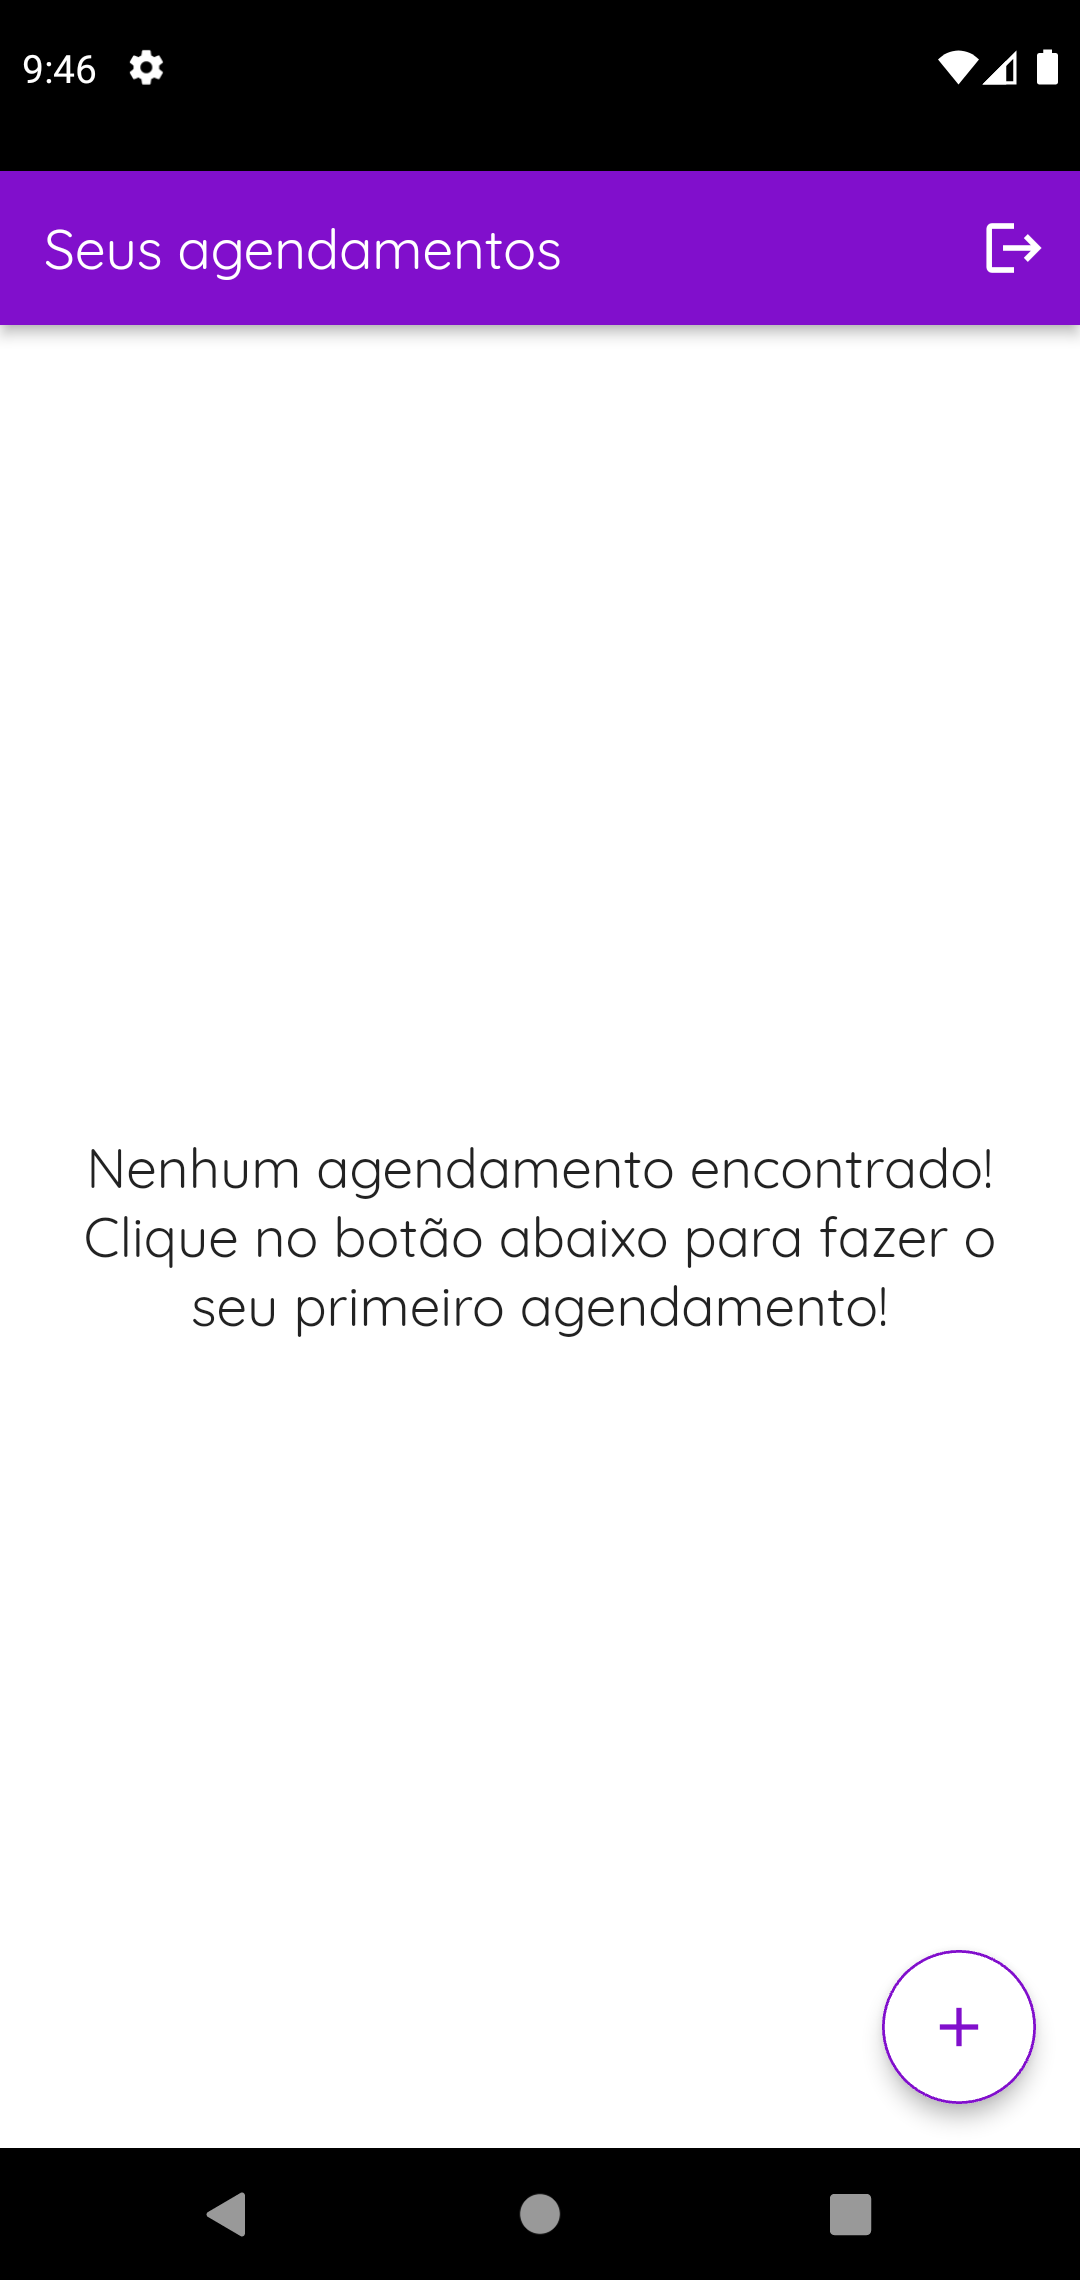 9:46
Seus agendamentos
Nenhum agendamento encontrado!
Clique no botão abaixo para fazer o
seu primeiro agendamento!